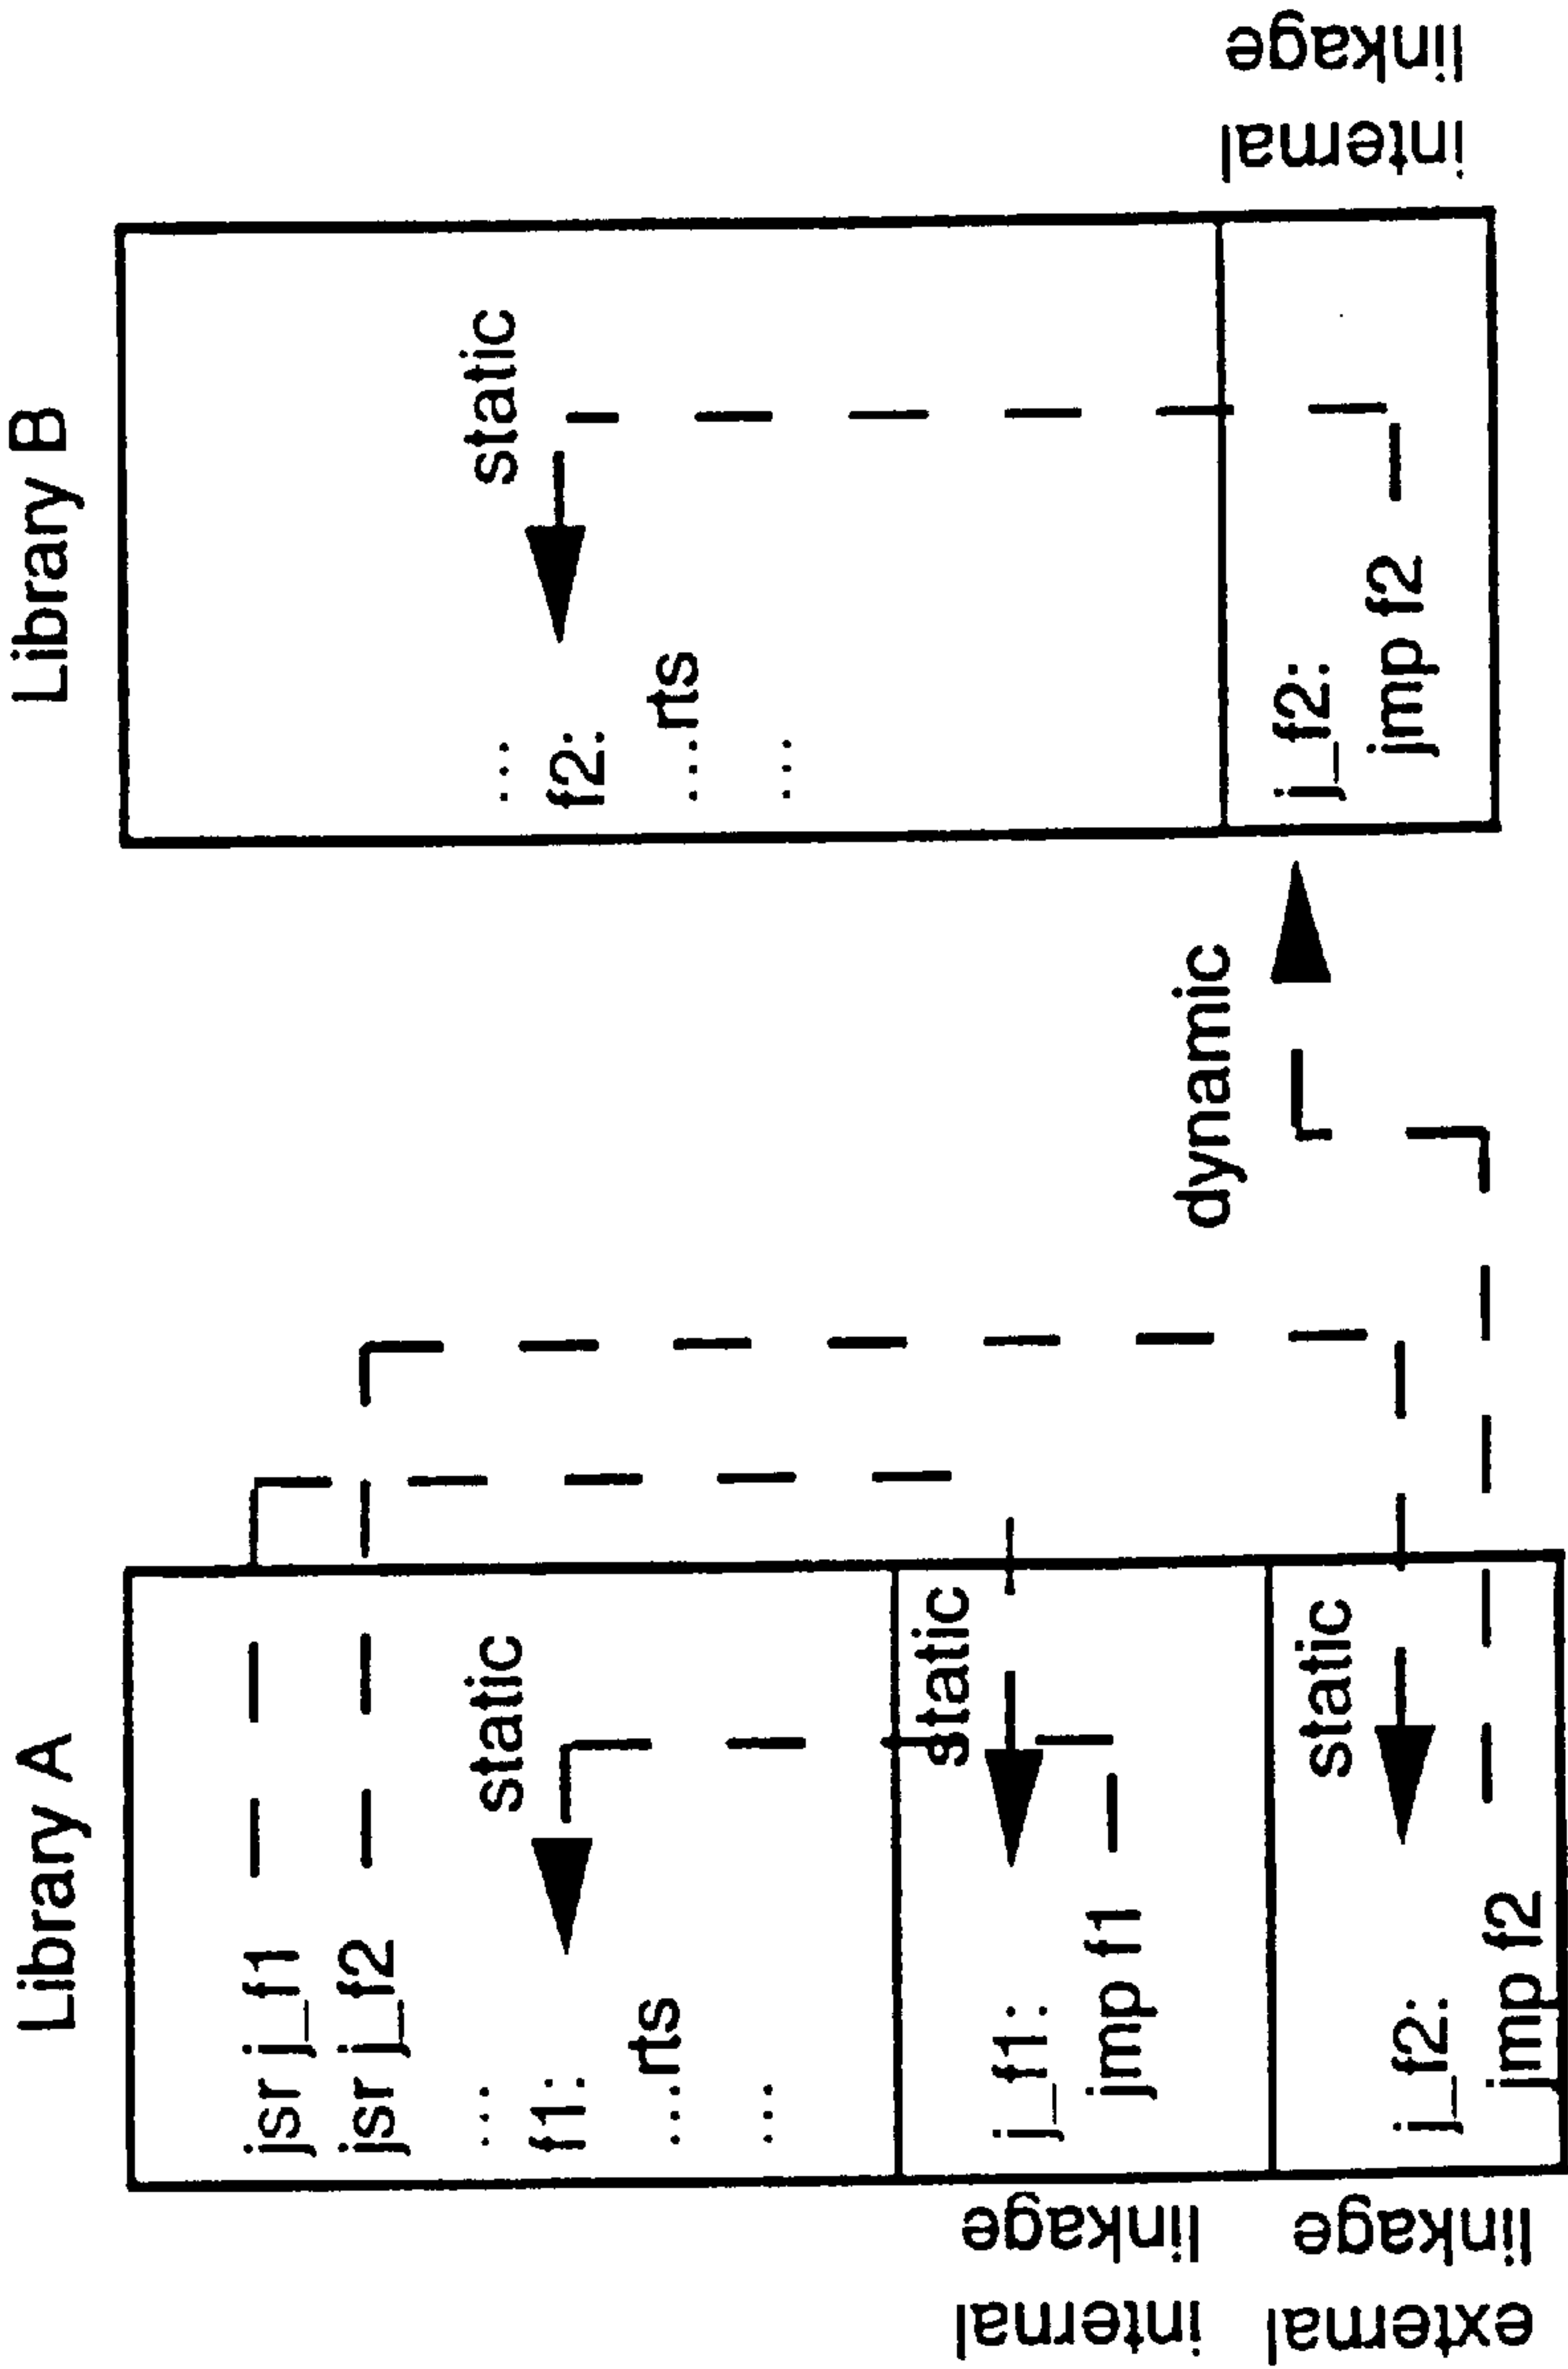 Library A
jsr j_f1
jsr j_f2
...
f1:
...rts
...
static
internal
linkage
j_f1:
jmp f1
static
external
linkage
j_f2:
jmp f2
static
dynamic
Library B
...
f2:
...rts
...
static
j_f2:
jmp f2
internal
linkage